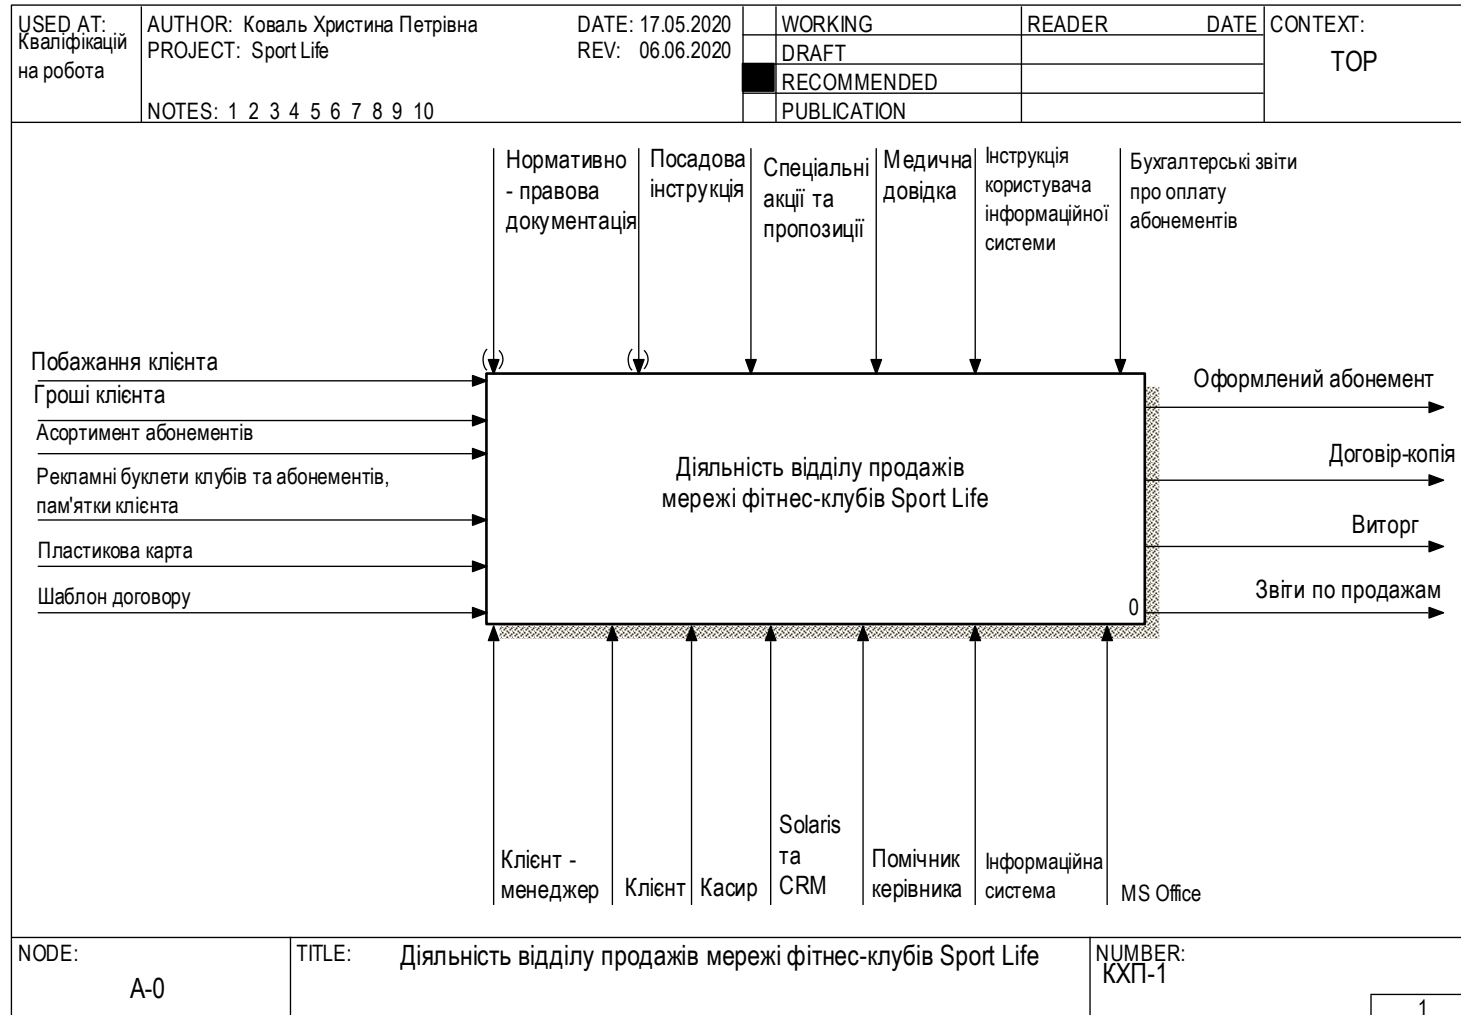 USED AT:
Кваліфікацій
на робота
AUTHOR: Коваль Христина Петрівна
DATE: 17.05.2020
PROJECT: Sport Life
REV: 06.06.2020
NOTES: 1 2 3 4 5 6 7 8 9 10
WORKING
DRAFT
RECOMMENDED
PUBLICATION
READER
DATE
CONTEXT:
TOP
Нормативно
- правова
документація
Посадова
інструкція
Спеціальні
акції та
пропозиції
Медична
довідка
Інструкція
користувача
інформаційної
системи
Бухгалтерські звіти
про оплату
абонементів
Побажання клієнта
Гроші клієнта
Асортимент абонементів
Рекламні буклети клубів та абонементів,
пам'ятки клієнта
Пластикова карта
Шаблон договору
Діяльність відділу продажів
мережі фітнес-клубів Sport Life
0
Оформлений абонемент
Договір-копія
Виторг
Звіти по продажам
Клієнт -
менеджер
Клієнт
Касир
Solaris
та
CRM
Помічник
керівника
Інформаційна
система
MS Office
NODE:
A-0
TITLE:
Діяльність відділу продажів мережі фітнес-клубів Sport Life
NUMBER:
КХП-1
1